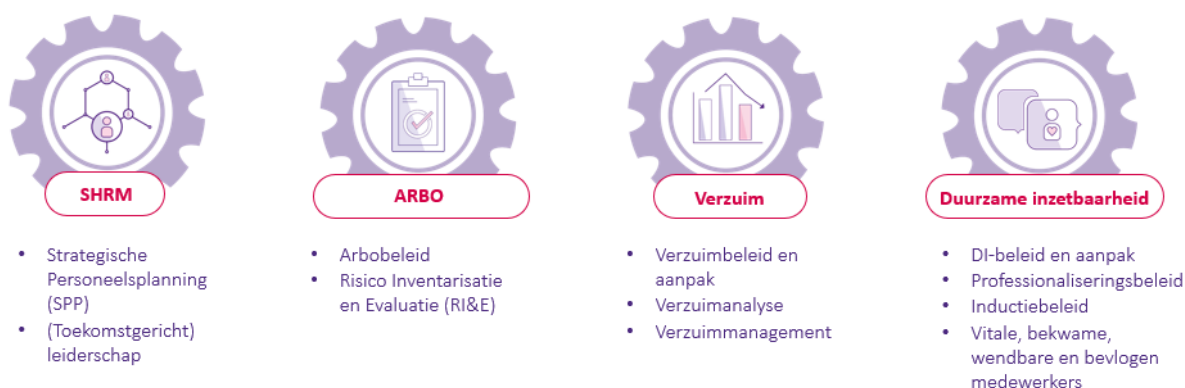 SHRM
• Strategische
Personeelsplanning
(SPP)
• (Toekomstgericht)
leiderschap
ARBO
• Arbobeleid
• Risico Inventarisatie
en Evaluatie (RI&E)
Verzuim
• Verzuimbeleid en
aanpak
• Verzuimanalyse
• Verzuimmanagement
Duurzame inzetbaarheid
• DI-beleid en aanpak
• Professionaliseringsbeleid
• Inductiebeleid
• Vitale, bekwame,
wendbare en bevlogen
medewerkers